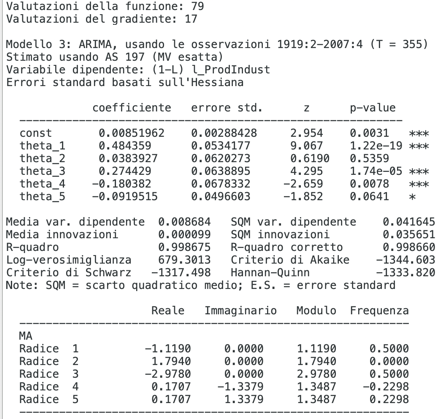 Valutazioni della funzione: 79
Valutazioni del gradiente: 17
Modello 3: ARIMA, usando le osservazioni 1919:2-2007:4 (T = 355)
Stimato usando AS 197 (MV esatta)
Variabile dipendente: (1-L) l_ProdIndust
Errori standard basati sull'Hessiana
coefficiente errore std. z p-value
const 0.00851962 0.00288428 2.954 0.0031 ***
theta_1 0.484359 0.0534177 9.067 1.22e-19 ***
theta_2 0.0383927 0.0620273 0.6190 0.5359
theta_3 0.274429 0.0638895 4.295 1.74e-05 ***
theta_4 −0.180382 0.0678332 −2.659 0.0078 ***
theta_5 −0.0919515 0.0496603 −1.852 0.0641 *
Media var. dipendente 0.008684 SQM var. dipendente 0.041645
Media innovazioni 0.000099 SQM innovazioni 0.035651
R-quadro 0.998675 R-quadro corretto 0.998660
Log-verosimiglianza 679.3013 Criterio di Akaike −1344.603
Criterio di Schwarz −1317.498 Hannan-Quinn −1333.820
Note: SQM = scarto quadratico medio; E.S. = errore standard
Reale Immaginario Modulo Frequenza
MA
Radice 1 -1.1190 0.0000 1.1190 0.5000
Radice 2 1.7940 0.0000 1.7940 0.0000
Radice 3 -2.9780 0.0000 2.9780 0.5000
Radice 4 0.1707 -1.3379 1.3487 -0.2298
Radice 5 0.1707 1.3379 1.3487 0.2298